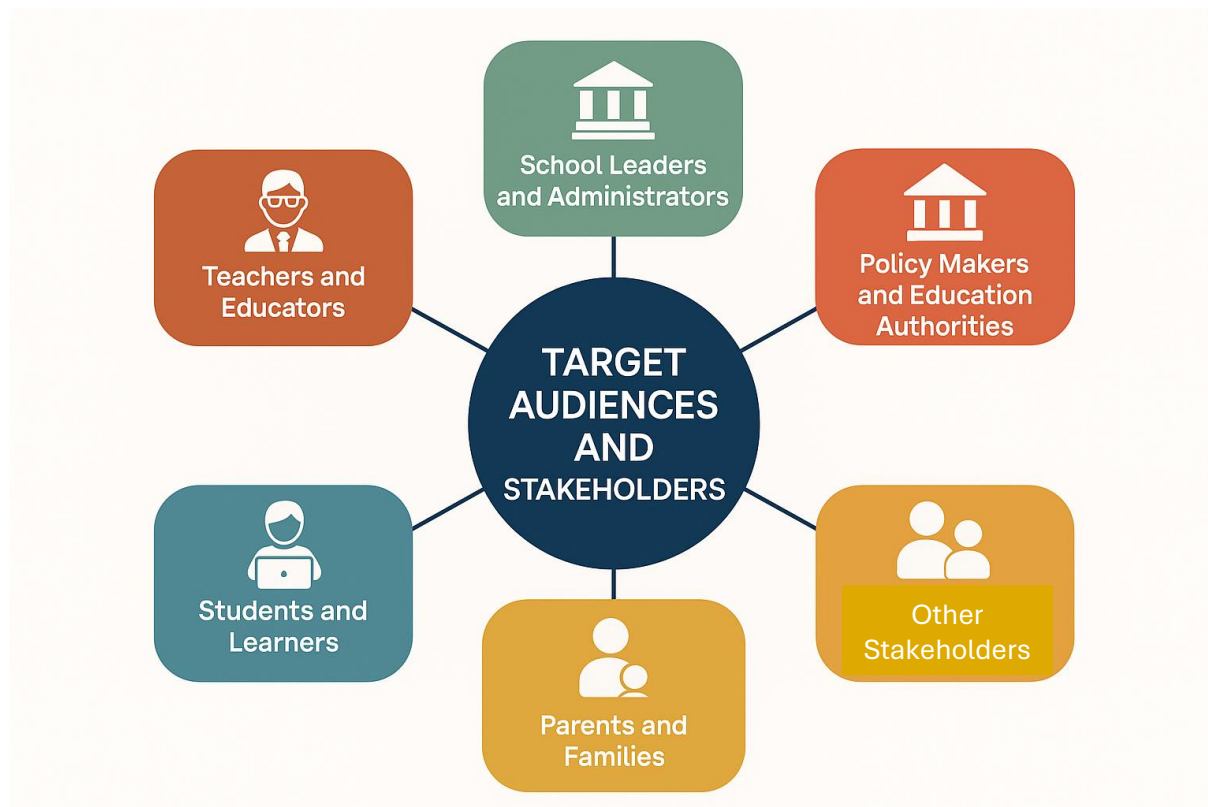 School Leaders
and Administrators
Teachers and
Educators
Policy Makers
and Education
Authorities
TARGET
AUDIENCES
AND
STAKEHOLDERS
Students and
Learners
Other
Stakeholders
Parents and
Families